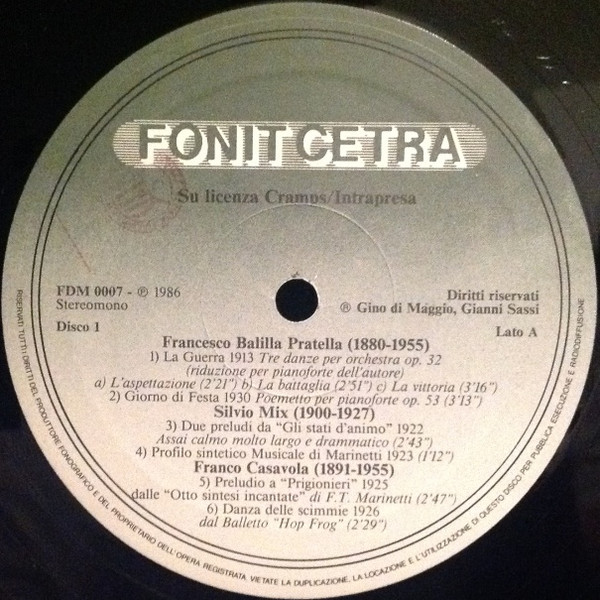 FONIT CETRA
Su licenza Cramps/Intrapresa
FDM 0007 - ℗ 1986
Stereomono
Diritti riservati
℗ Gino di Maggio, Gianni Sassi
Disco 1
Lato A
Francesco Balilla Pratella (1880-1955)
1) La Guerra 1913 Tre danze per orchestra op. 32
(riduzione per pianoforte dell'autore)
a) L'aspettazione (2'21") b) La battaglia (2'51") c) La vittoria (3'16")
2) Giorno di Festa 1930 Poemetto per pianoforte op. 53 (3'13")
Silvio Mix (1900-1927)
3) Due preludi da "Gli stati d'animo" 1922
Assai calmo molto largo e drammatico (2'43")
4) Profilo sintetico Musicale di Marinetti 1923 (1'12")
Franco Casavola (1891-1955)
5) Preludio a "Prigionieri" 1925
dalle "Otto sintesi incantate" di F.T. Marinetti (2'47")
6) Danza delle scimmie 1926
dal Balletto "Hop Frog" (2'29")
RISERVATI TUTTI I DIRITTI DEL PRODUTTORE FONOGRAFICO E DEL PROPRIETARIO DELL'OPERA REGISTRATA. VIETATE LA DUPLICAZIONE, LA LOCAZIONE E L'UTILIZZAZIONE DI QUESTO DISCO PER PUBBLICA ESECUZIONE E RADIODIFFUSIONE